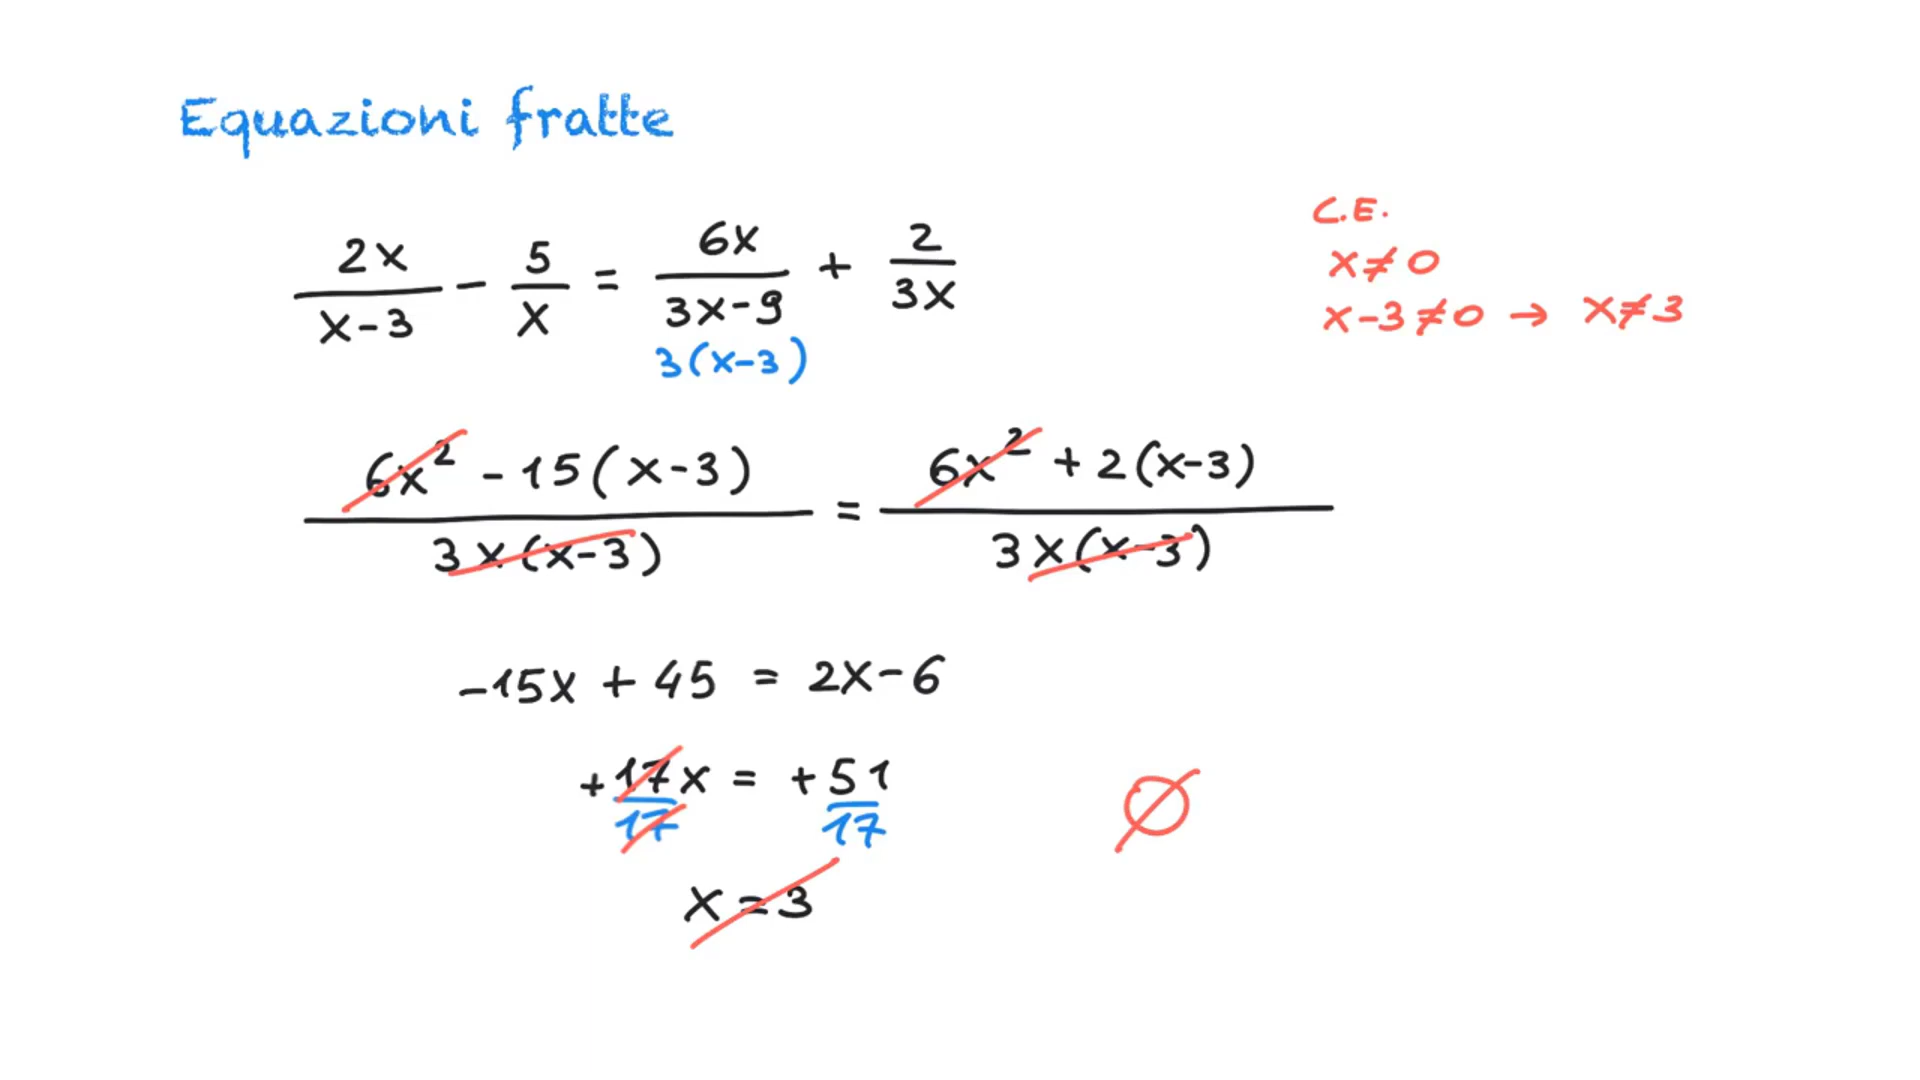 Equazioni fratte
C.E.
x≠0
x-3≠0 → x≠3
2x/(x-3) - 5/x = 6x/(3x-9) + 2/(3x)
3(x-3)
(6x² - 15(x-3))/(3x(x-3)) = (6x² + 2(x-3))/(3x(x-3))
-15x + 45 = 2x-6
+17x/17 = +51/17
∅
x=3